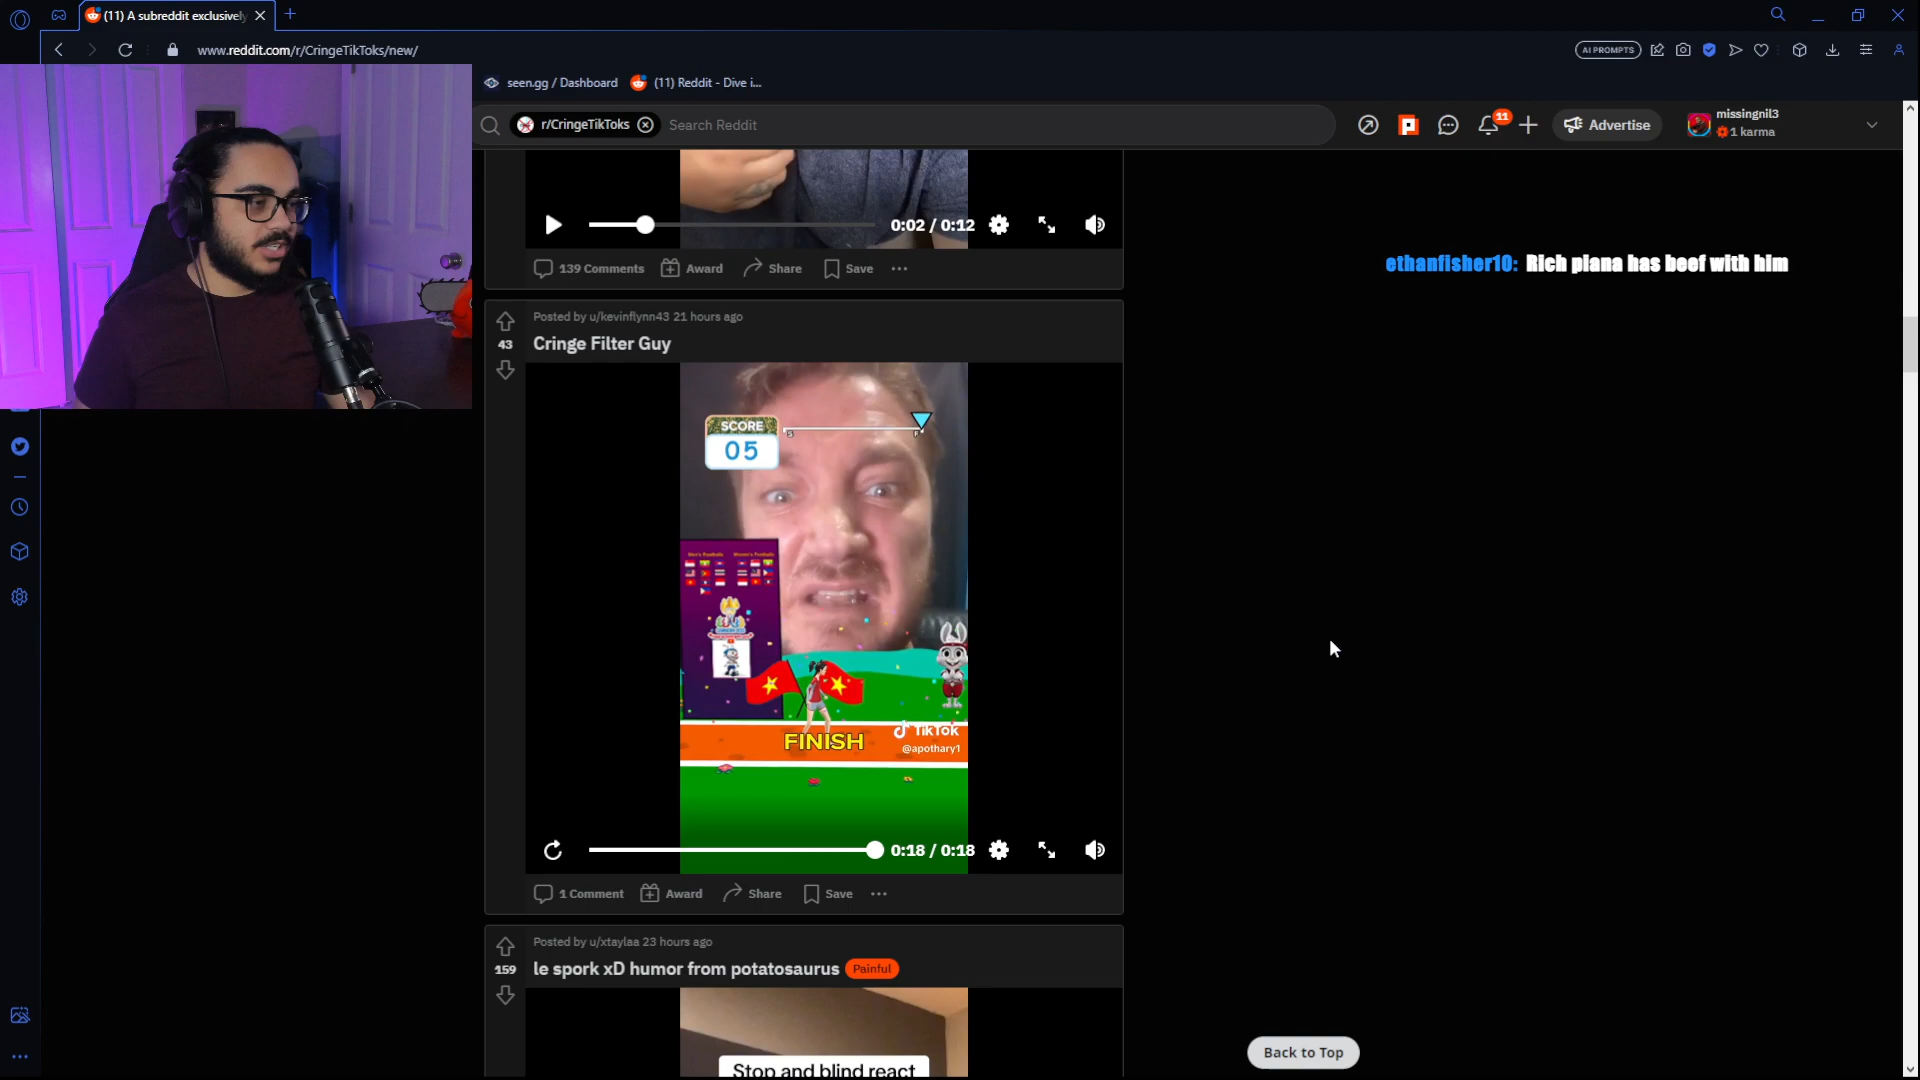 (11) A subreddit exclusively
www.reddit.com/r/CringeTikToks/new/
AI PROMPTS
seen.gg / Dashboard
(11) Reddit - Dive i...
r/CringeTikToks
Search Reddit
11
Advertise
missingnil3
1 karma
0:02 / 0:12
ethanfisher10: Rich piana has beef with him
139 Comments
Award
Share
Save
Posted by u/kevinflynn43 21 hours ago
43
Cringe Filter Guy
SCORE
05
S
F
Men's Footballs
Women's Footballs
FINISH
TikTok
@apothary1
0:18 / 0:18
1 Comment
Award
Share
Save
Posted by u/xtaylaa 23 hours ago
159
le spork xD humor from potatosaurus
Painful
Stop and blind react
Back to Top